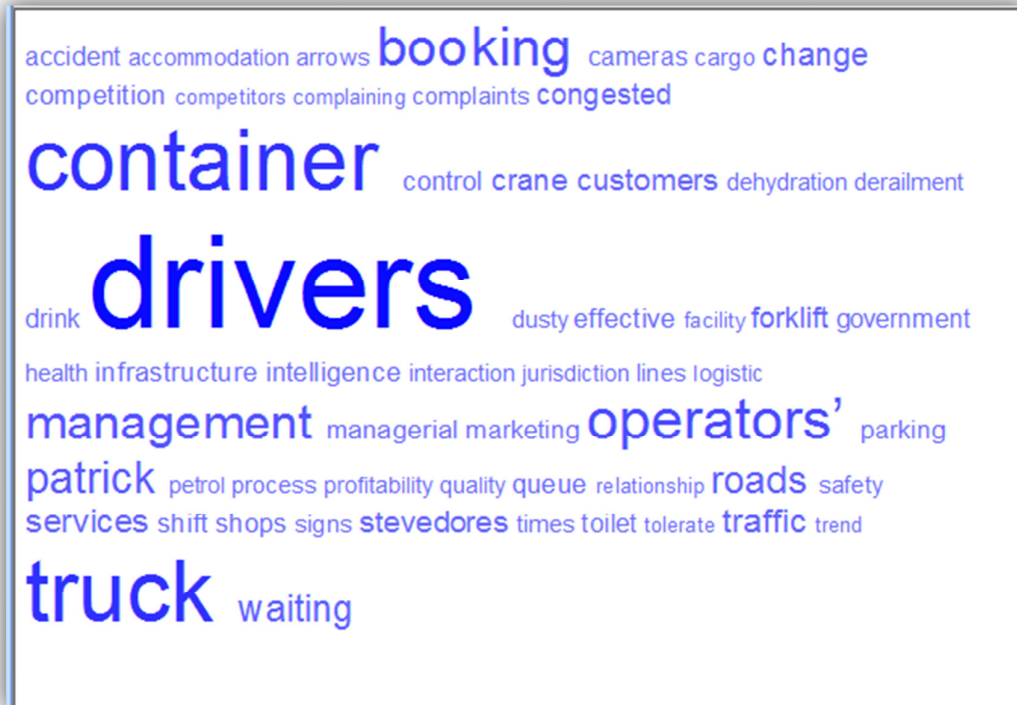 accident accommodation arrows booking cameras cargo change
competition competitors complaining complaints congested
container control crane customers dehydration derailment
drink drivers dusty effective facility forklift government
health infrastructure intelligence interaction jurisdiction lines logistic
management managerial marketing operators’ parking
patrick petrol process profitability quality queue relationship roads safety
services shift shops signs stevedores times toilet tolerate traffic trend
truck waiting